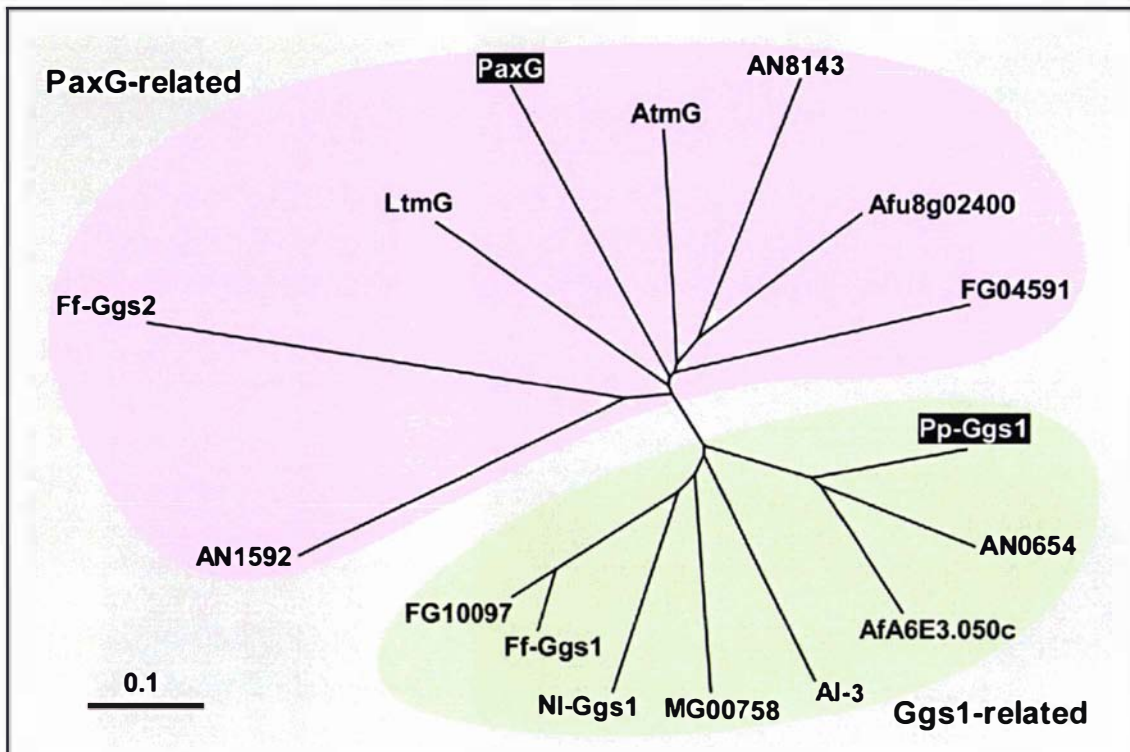 PaxG-related
PaxG
AN8143
AtmG
LtmG
Afu8g02400
FG04591
Ff-Ggs2
Pp-Ggs1
AN1592
AN0654
FG10097
AfA6E3.050c
Ff-Ggs1
0.1
Nl-Ggs1
MG00758
Al-3
Ggs1-related